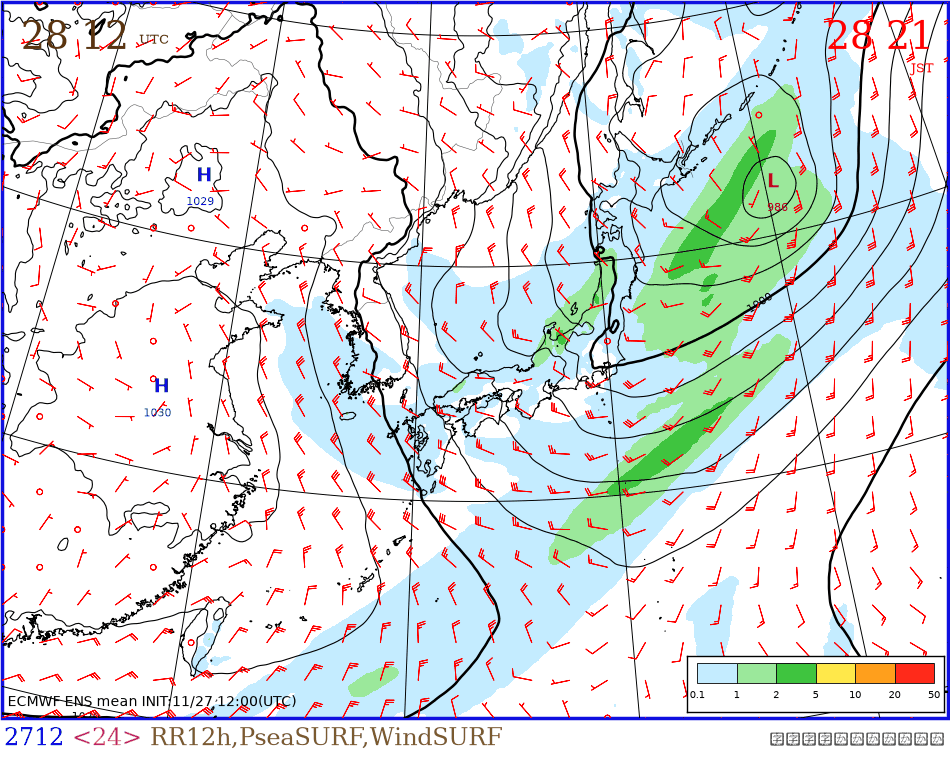 28 12 UTC
28 21 JST
H
1029
L
986
1000
H
1030
ECMWF ENS mean INIT:11/27 12:00(UTC)
0.1 1 2 5 10 20 50
2712 <24> RR12h,PseaSURF,WindSURF